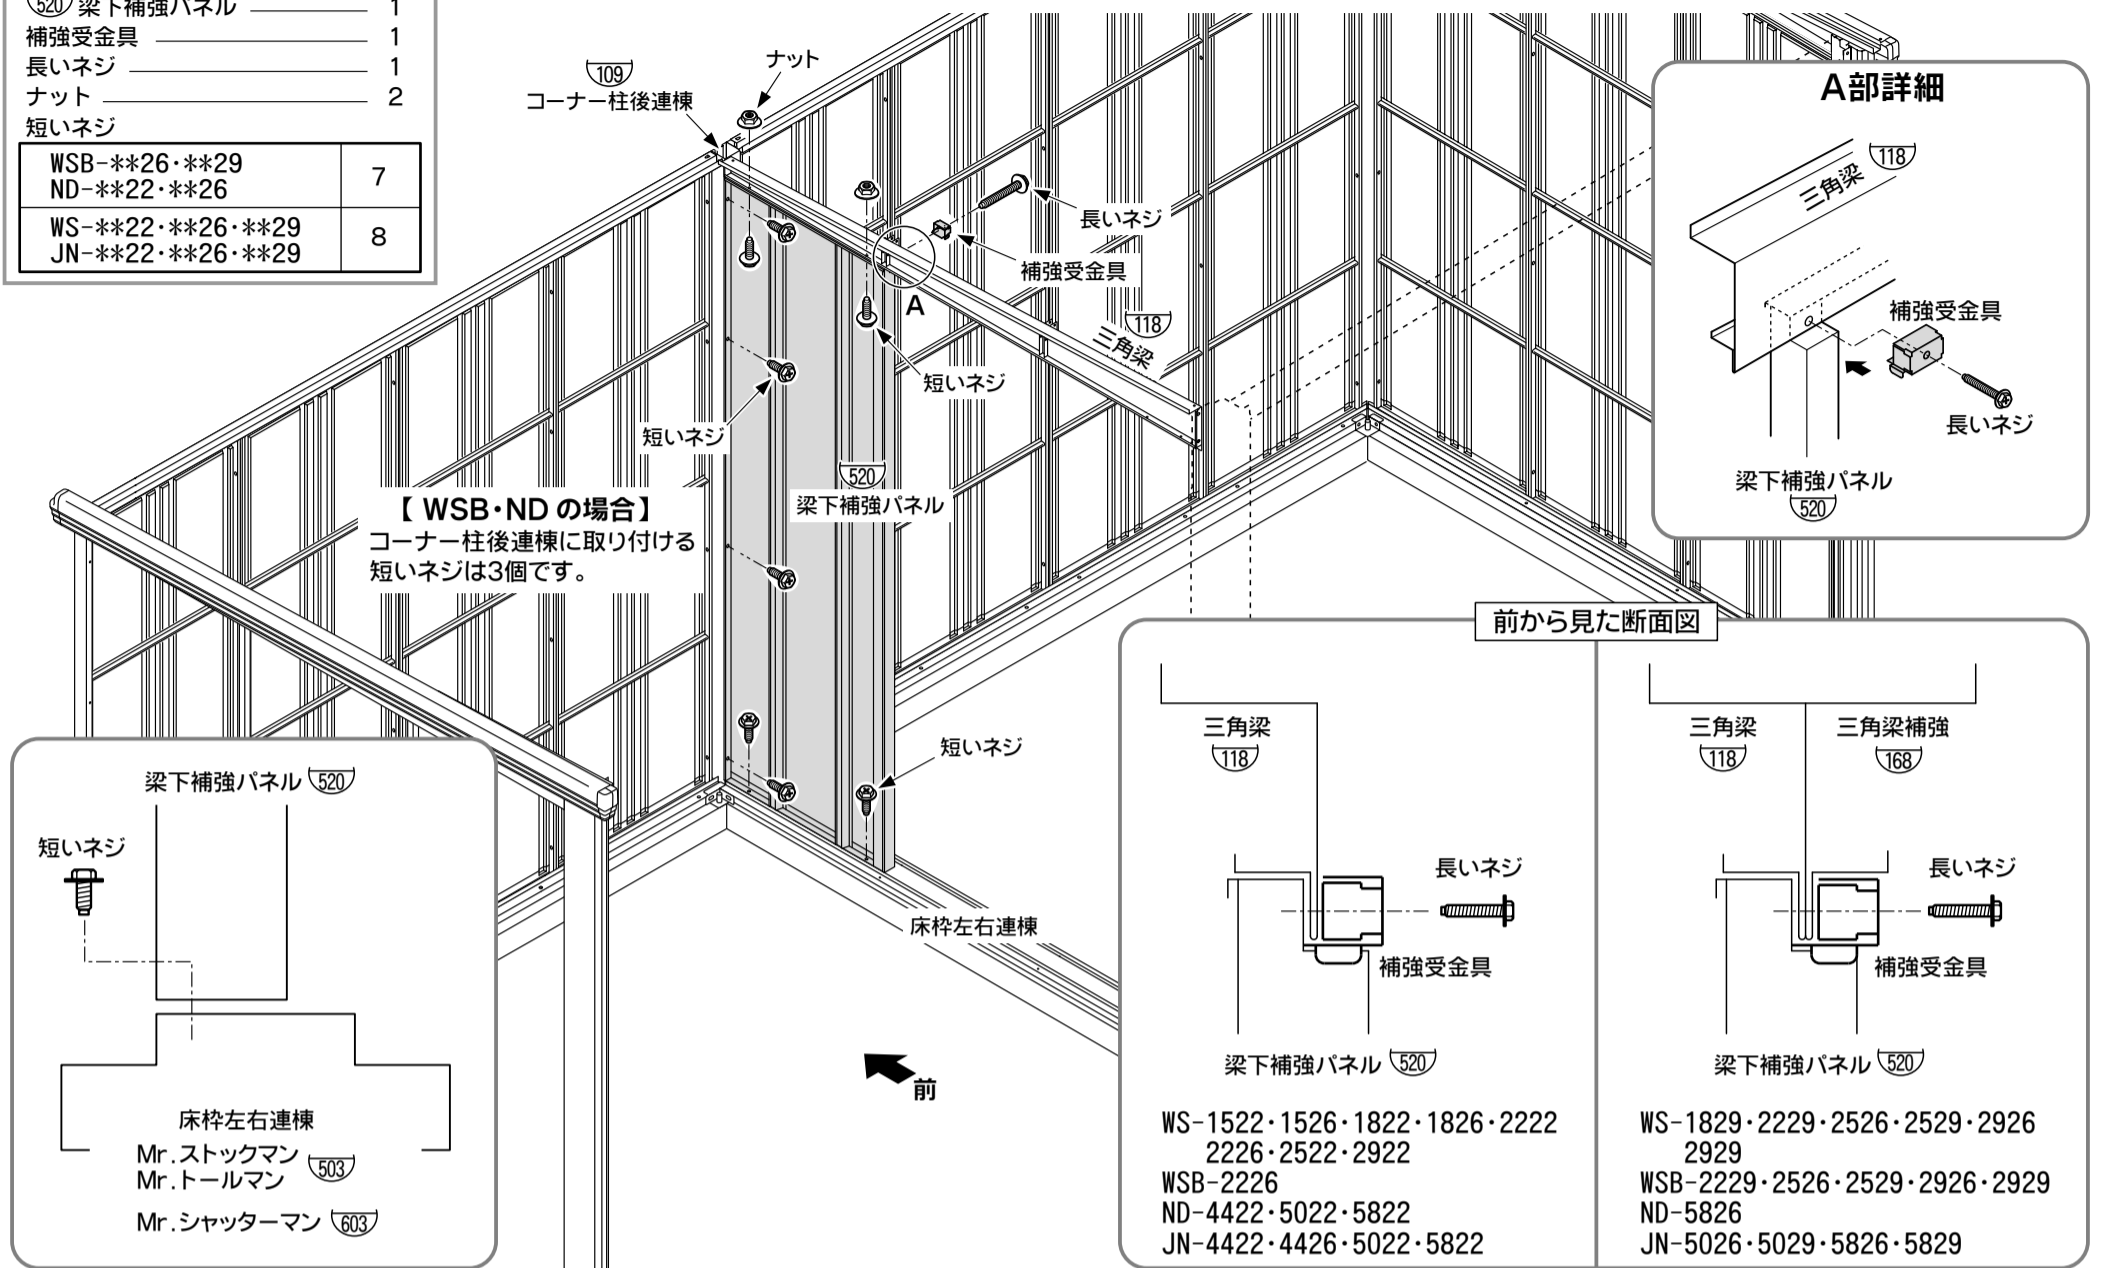 520 梁下補強パネル 1
補強受金具 1
長いネジ 1
ナット 2
短いネジ
WSB-**26・**29
ND-**22・**26
7
WS-**22・**26・**29
JN-**22・**26・**29
8
109
コーナー柱後連棟
ナット
長いネジ
補強受金具
A
118
三角梁
短いネジ
短いネジ
520
梁下補強パネル
【 WSB・ND の場合】
コーナー柱後連棟に取り付ける
短いネジは3個です。
短いネジ
床枠左右連棟
前
A部詳細
118
三角梁
補強受金具
長いネジ
梁下補強パネル
520
梁下補強パネル 520
短いネジ
床枠左右連棟
Mr.ストックマン
Mr.トールマン
503
Mr.シャッターマン 603
前から見た断面図
三角梁
118
長いネジ
補強受金具
梁下補強パネル 520
WS-1522・1526・1822・1826・2222
2226・2522・2922
WSB-2226
ND-4422・5022・5822
JN-4422・4426・5022・5822
三角梁
118
三角梁補強
168
長いネジ
補強受金具
梁下補強パネル 520
WS-1829・2229・2526・2529・2926
2929
WSB-2229・2526・2529・2926・2929
ND-5826
JN-5026・5029・5826・5829